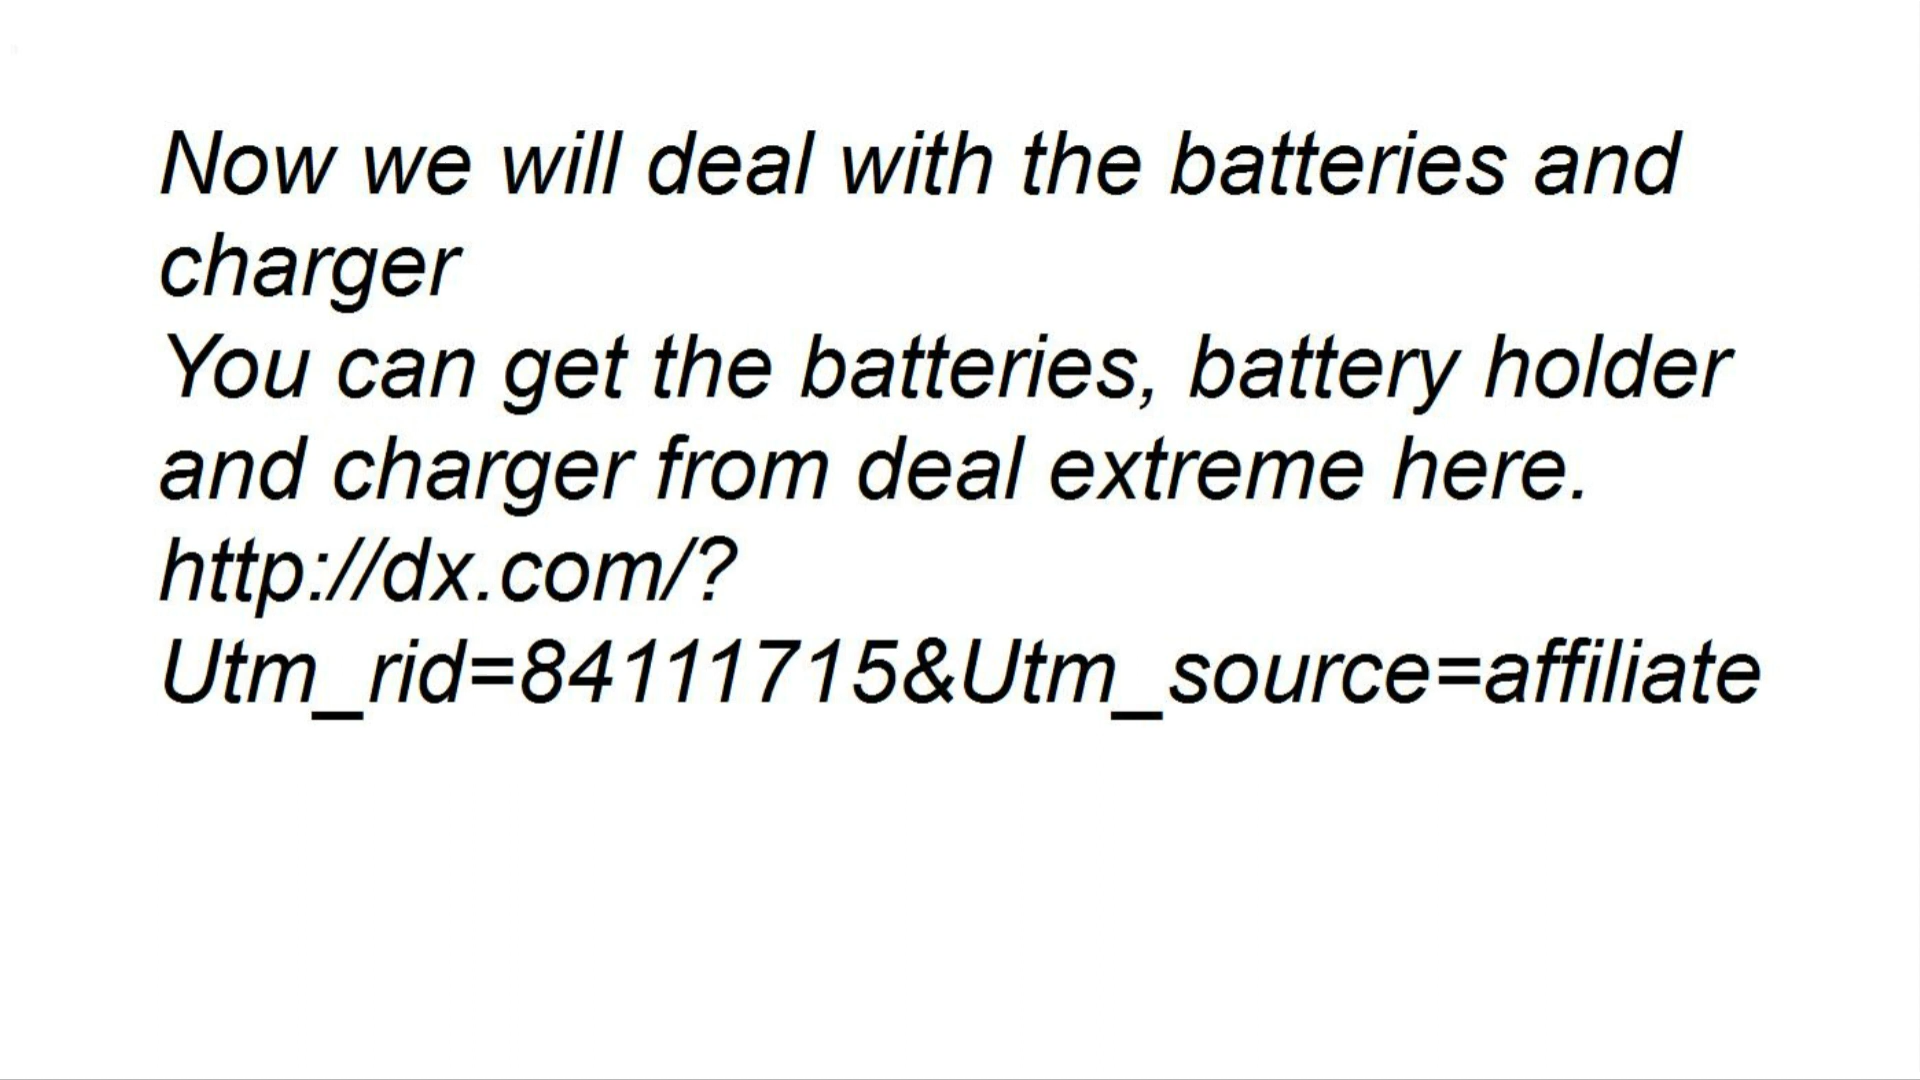 Now we will deal with the batteries and
charger
You can get the batteries, battery holder
and charger from deal extreme here.
http://dx.com/?
Utm_rid=84111715&Utm_source=affiliate